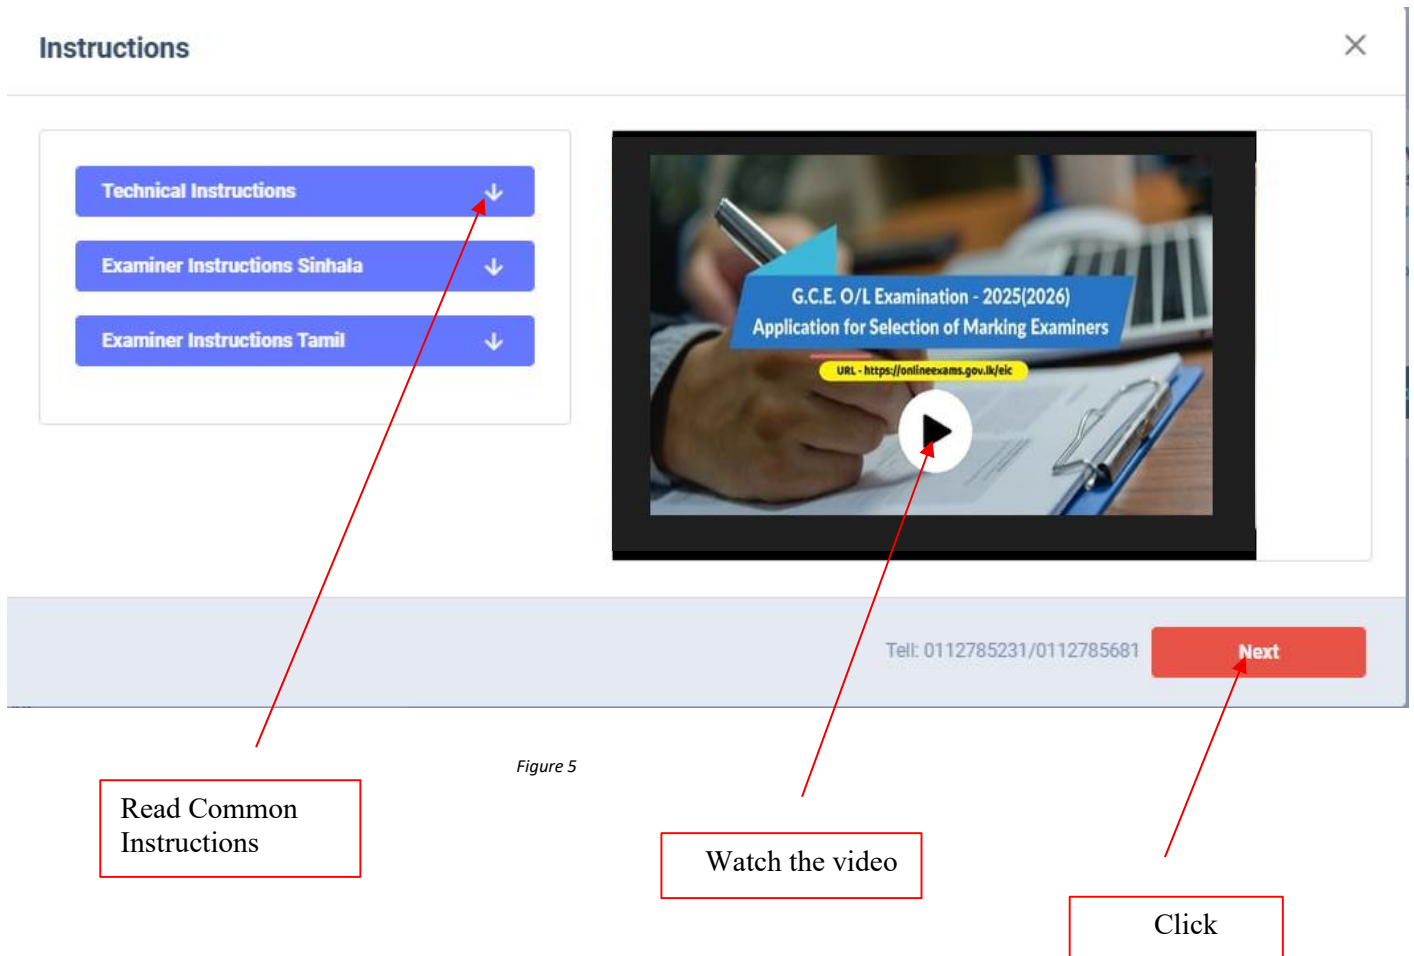 Instructions
Technical Instructions
Examiner Instructions Sinhala
Examiner Instructions Tamil
G.C.E. O/L Examination - 2025(2026)
Application for Selection of Marking Examiners
URL - https://onlineexams.gov.lk/eic
Tell: 0112785231/0112785681
Next
Figure 5
Read Common
Instructions
Watch the video
Click